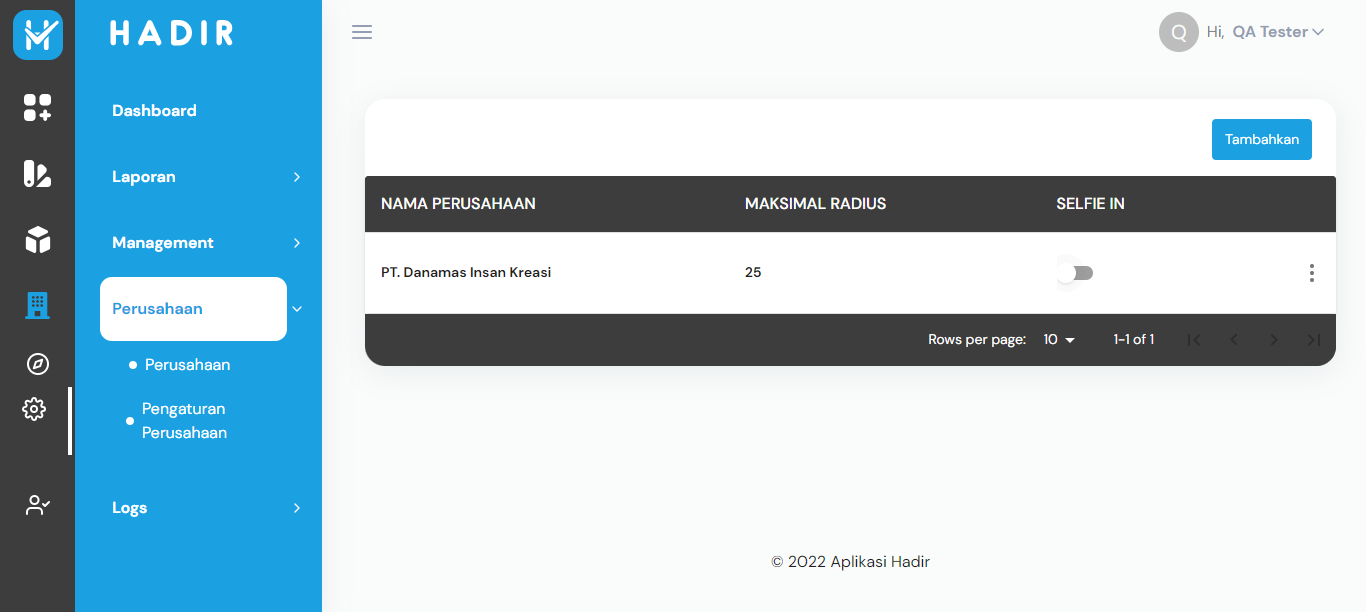 HADIR
Q Hi, QA Tester
Dashboard
Laporan
Management
Perusahaan
Perusahaan
Pengaturan
Perusahaan
Logs
Tambahkan
NAMA PERUSAHAAN MAKSIMAL RADIUS SELFIE IN
PT. Danamas Insan Kreasi 25
Rows per page: 10 1-1 of 1
© 2022 Aplikasi Hadir